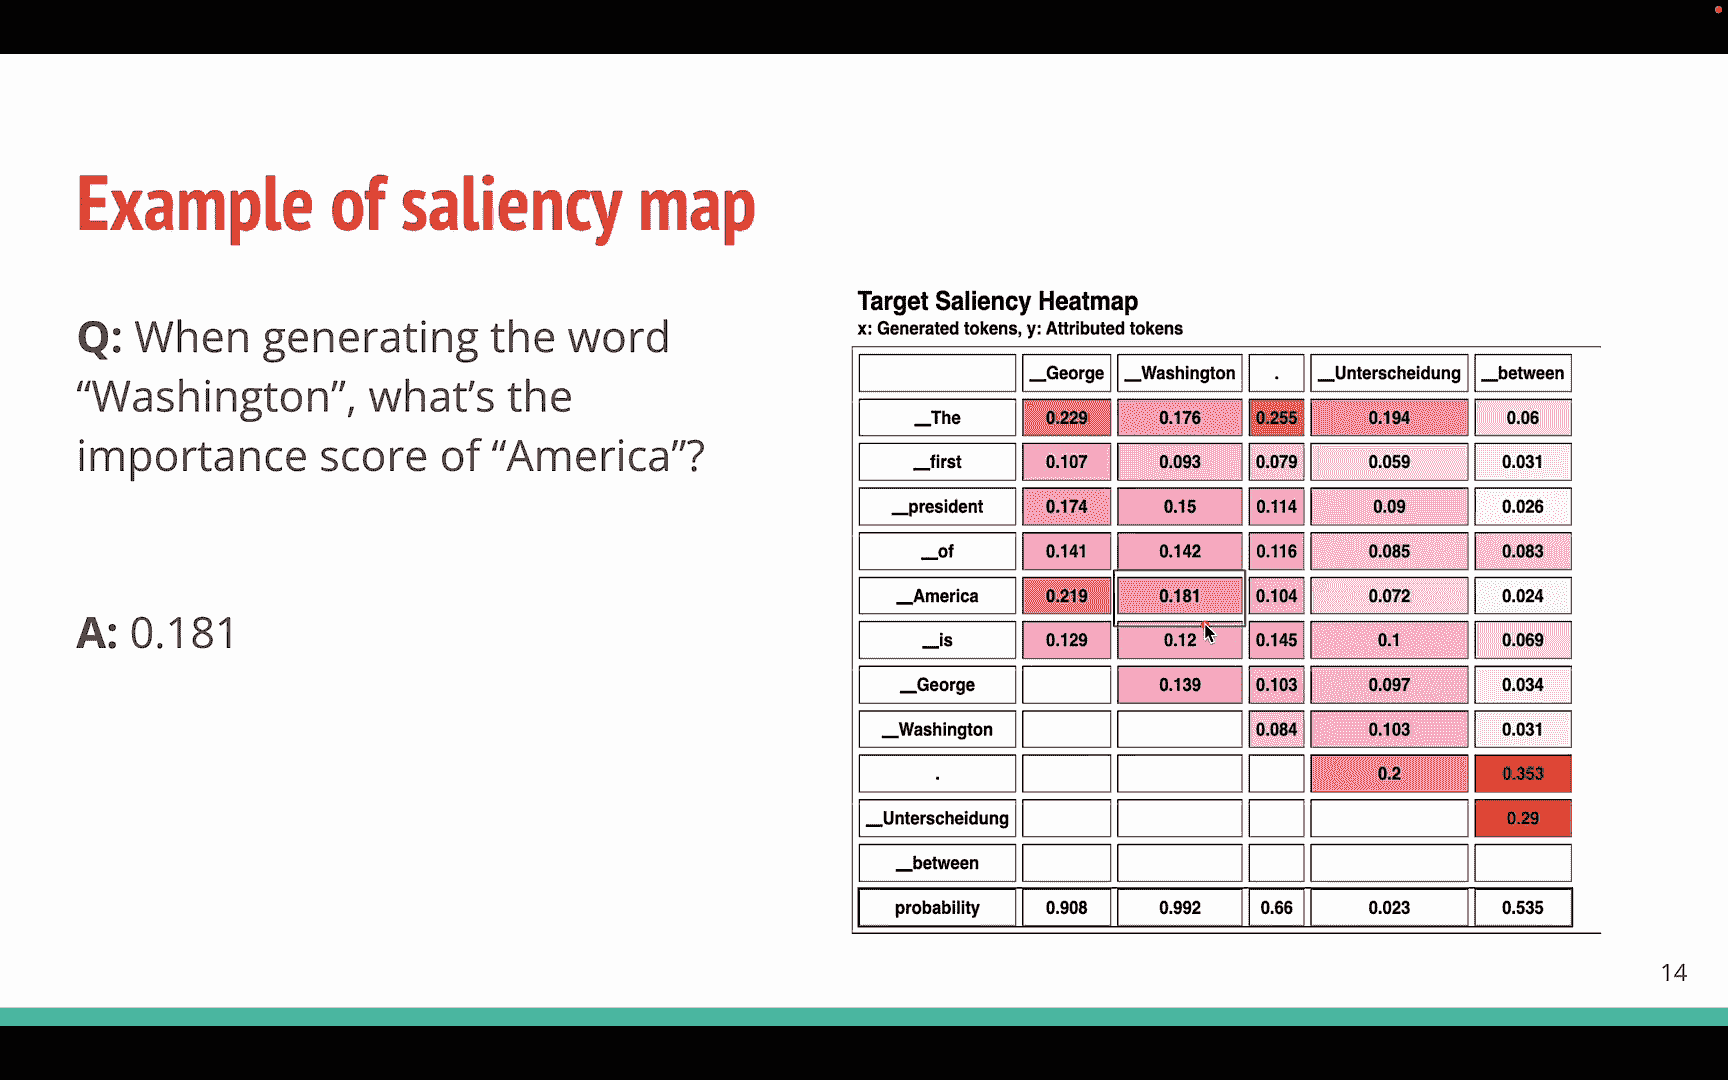 Example of saliency map
Q: When generating the word
“Washington”, what’s the
importance score of “America”?
A: 0.181
Target Saliency Heatmap
x: Generated tokens, y: Attributed tokens
__George __Washington . __Unterscheidung __between
__The 0.229 0.176 0.255 0.194 0.06
__first 0.107 0.093 0.079 0.059 0.031
__president 0.174 0.15 0.114 0.09 0.026
__of 0.141 0.142 0.116 0.085 0.083
__America 0.219 0.181 0.104 0.072 0.024
__is 0.129 0.12 0.145 0.1 0.069
__George 0.139 0.103 0.097 0.034
__Washington 0.084 0.103 0.031
. 0.2 0.353
__Unterscheidung 0.29
__between
probability 0.908 0.992 0.66 0.023 0.535
14